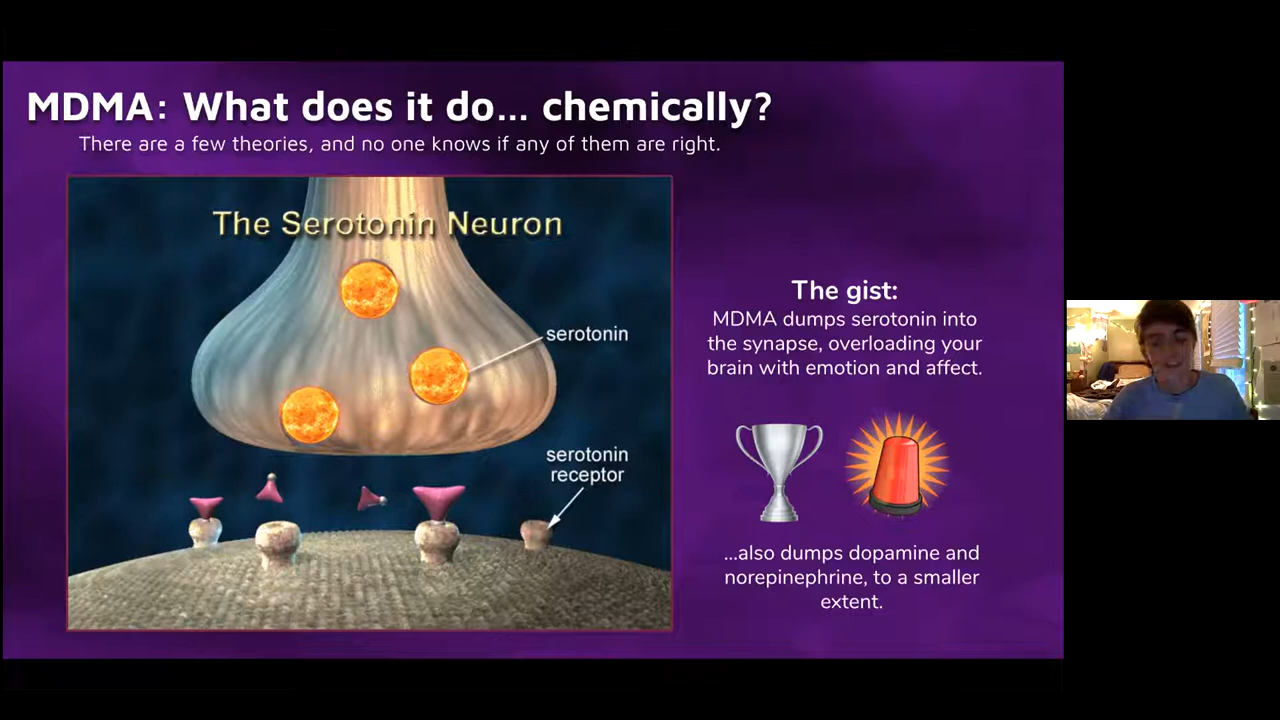 MDMA: What does it do... chemically?
There are a few theories, and no one knows if any of them are right.
The Serotonin Neuron
serotonin
serotonin
receptor
The gist:
MDMA dumps serotonin into
the synapse, overloading your
brain with emotion and affect.
...also dumps dopamine and
norepinephrine, to a smaller
extent.